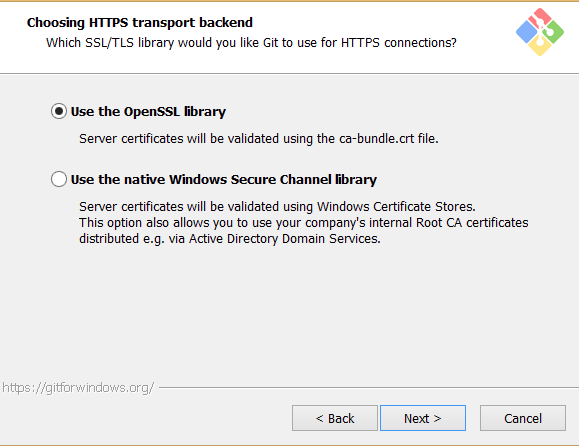 Choosing HTTPS transport backend
Which SSL/TLS library would you like Git to use for HTTPS connections?
Use the OpenSSL library
Server certificates will be validated using the ca-bundle.crt file.
Use the native Windows Secure Channel library
Server certificates will be validated using Windows Certificate Stores.
This option also allows you to use your company's internal Root CA certificates
distributed e.g. via Active Directory Domain Services.
https://gitforwindows.org/
< Back
Next >
Cancel